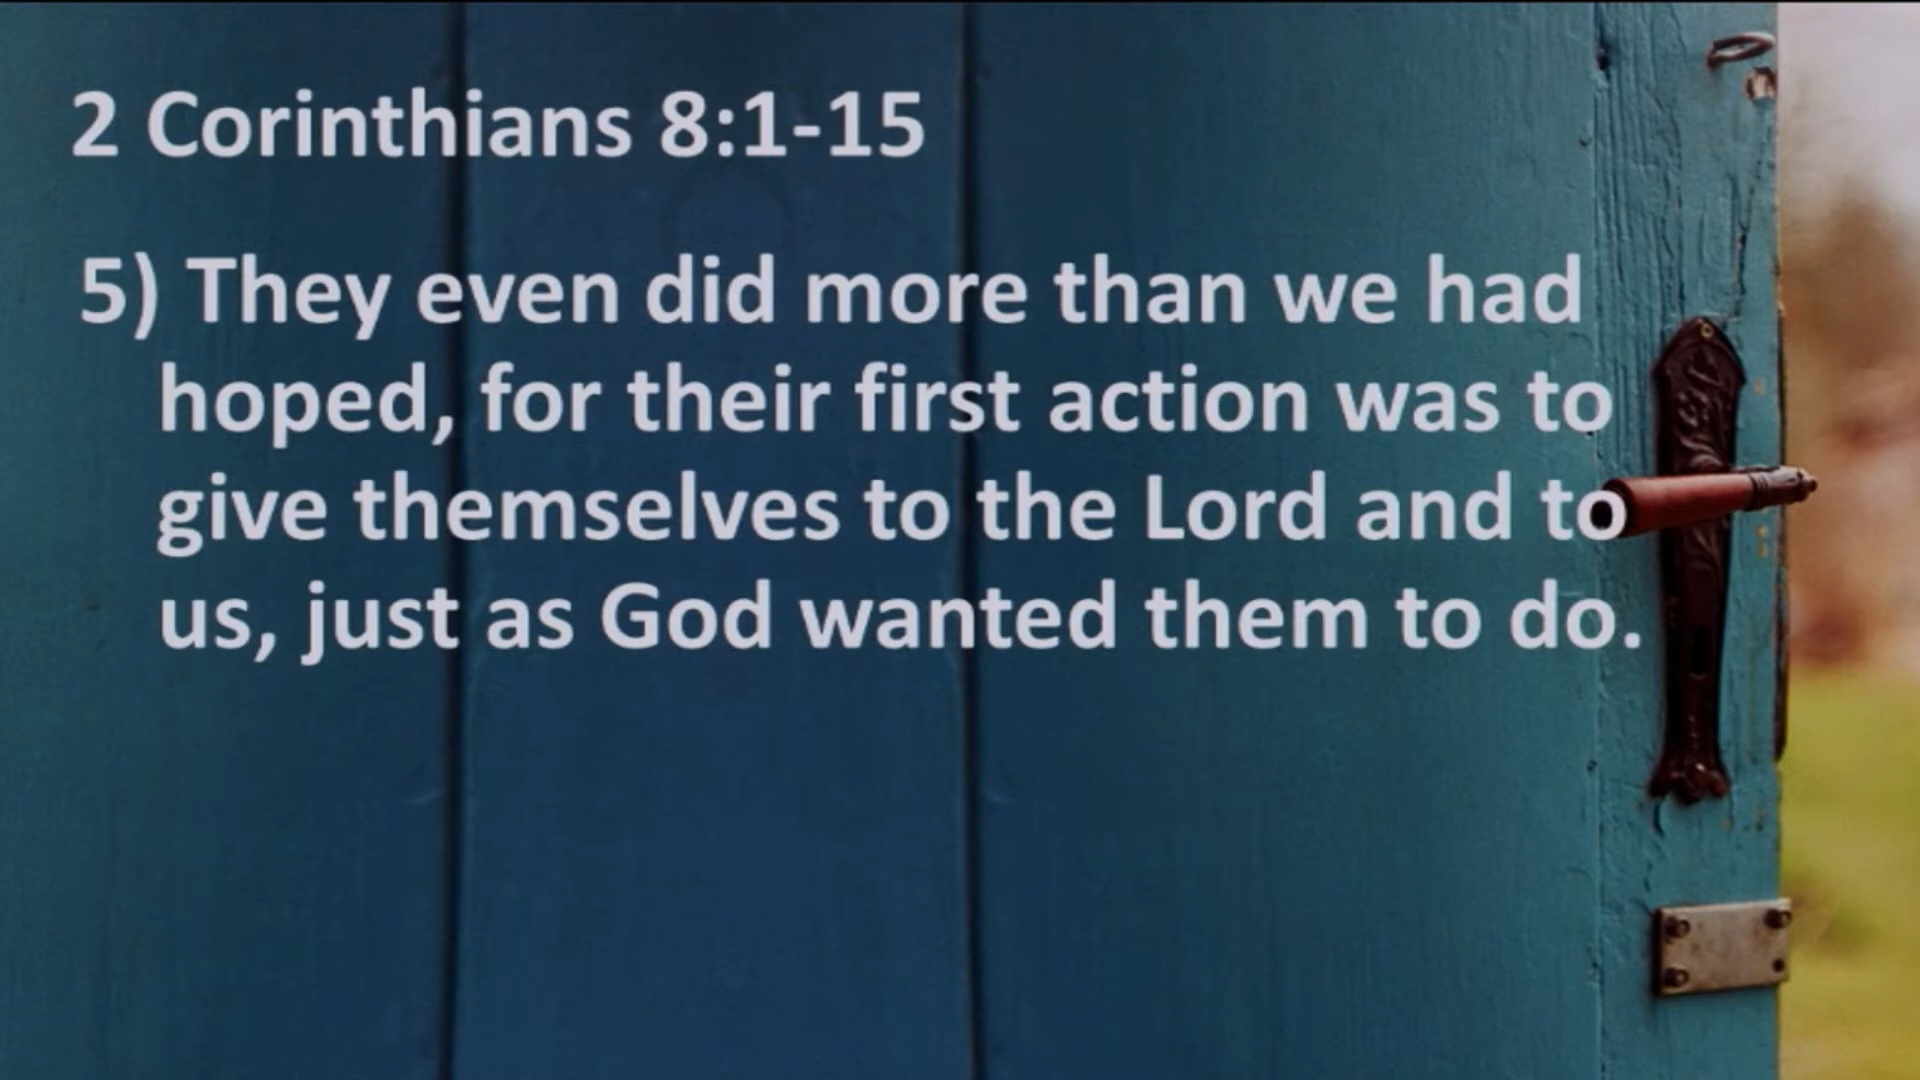 2 Corinthians 8:1-15
5) They even did more than we had
hoped, for their first action was to
give themselves to the Lord and to
us, just as God wanted them to do.